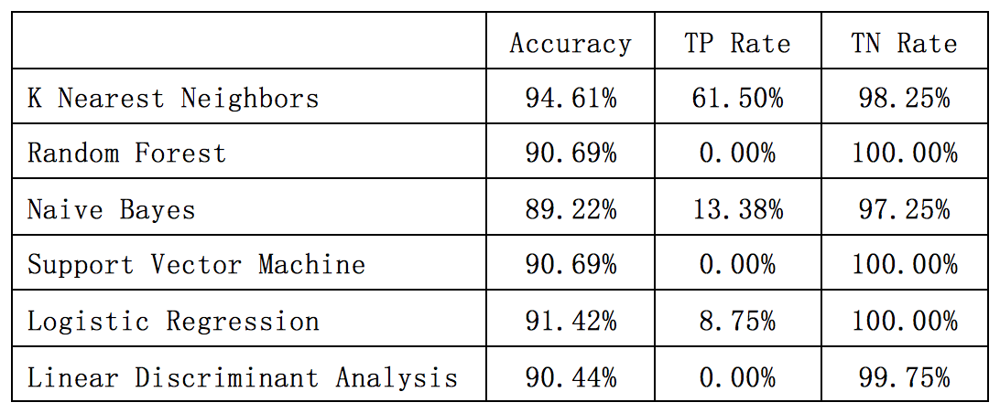 Accuracy TP Rate TN Rate
K Nearest Neighbors 94.61% 61.50% 98.25%
Random Forest 90.69% 0.00% 100.00%
Naive Bayes 89.22% 13.38% 97.25%
Support Vector Machine 90.69% 0.00% 100.00%
Logistic Regression 91.42% 8.75% 100.00%
Linear Discriminant Analysis 90.44% 0.00% 99.75%